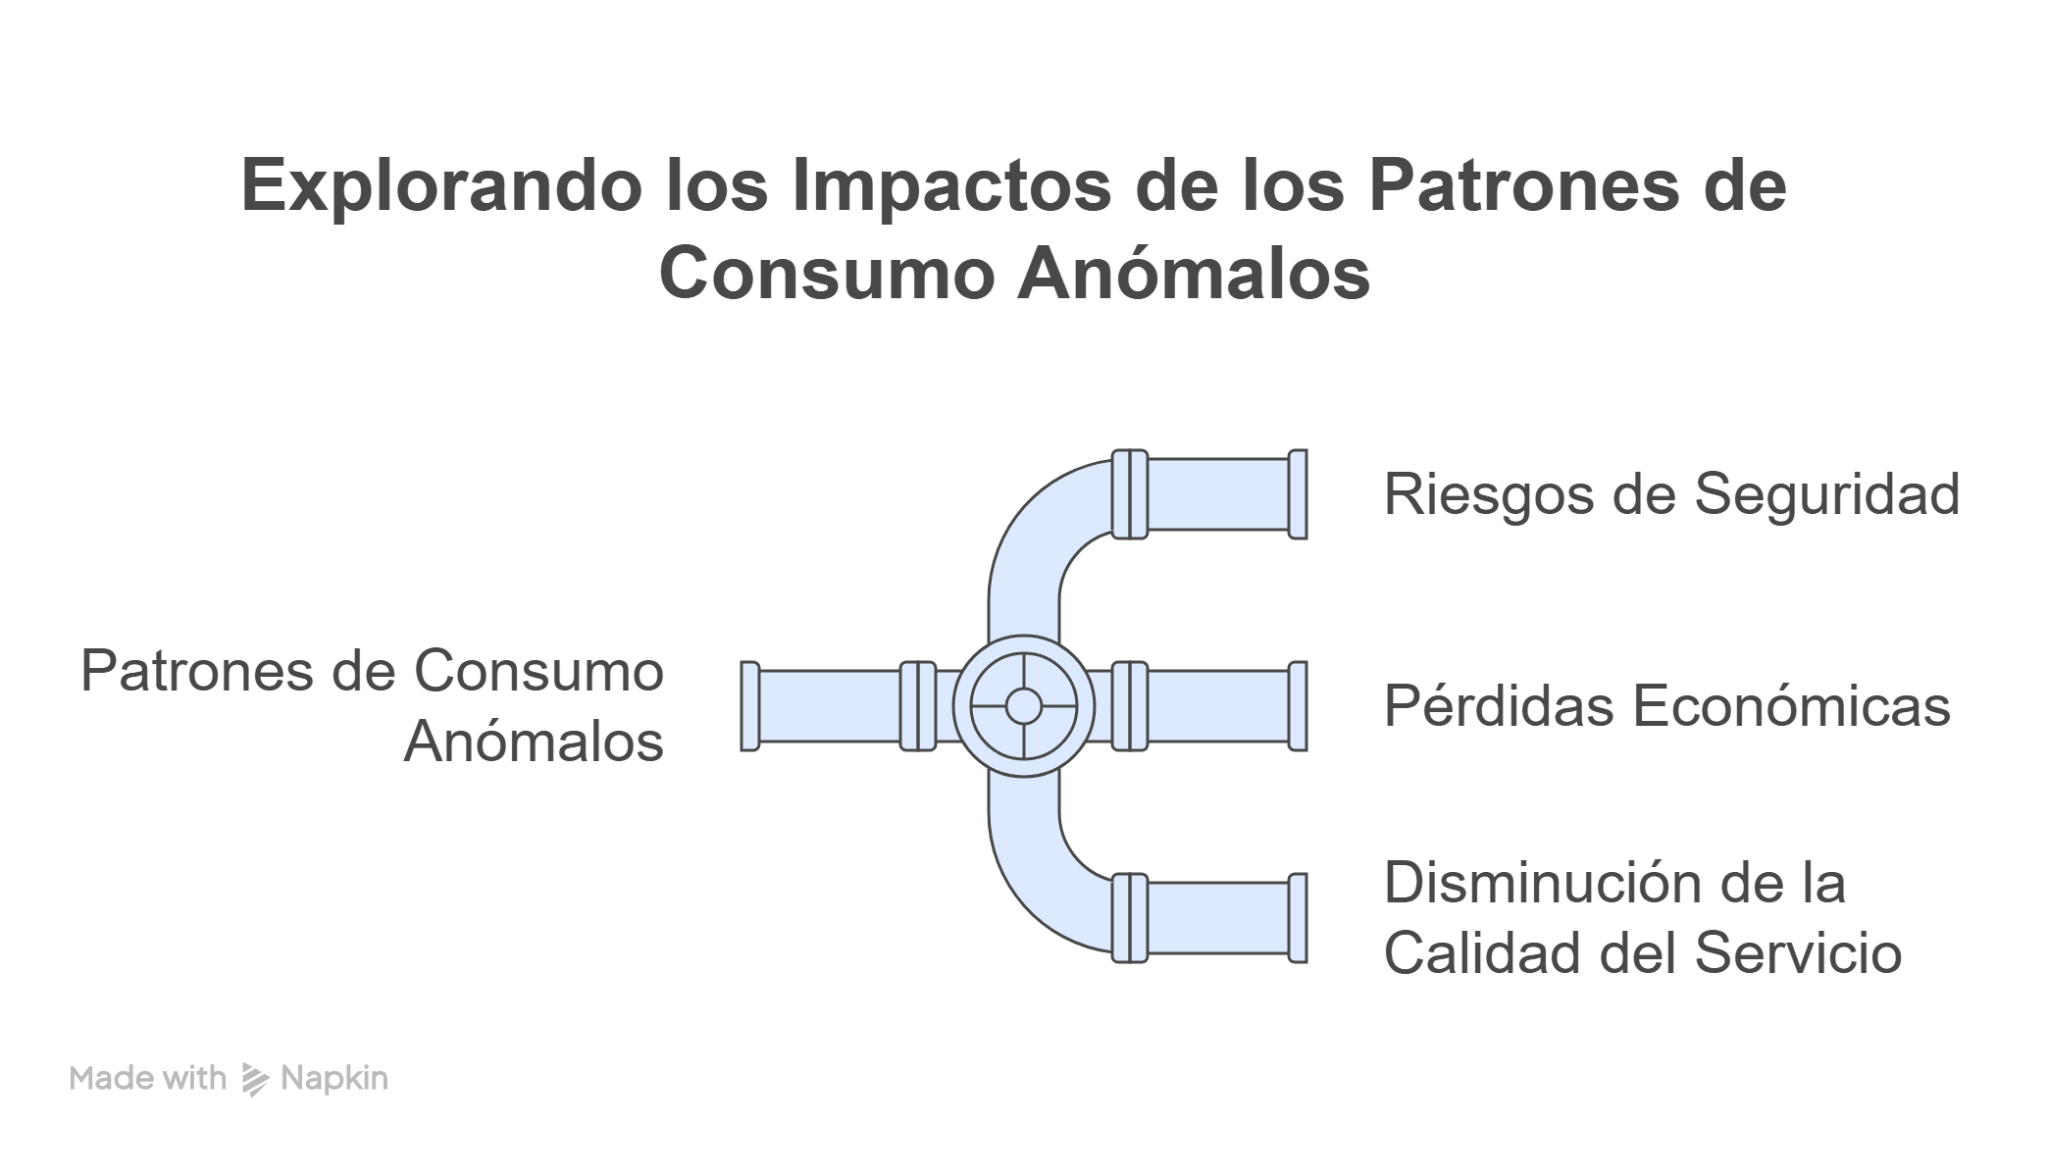 Explorando los Impactos de los Patrones de
Consumo Anómalos
Riesgos de Seguridad
Patrones de Consumo
Anómalos
Pérdidas Económicas
Disminución de la
Calidad del Servicio
Made with Napkin